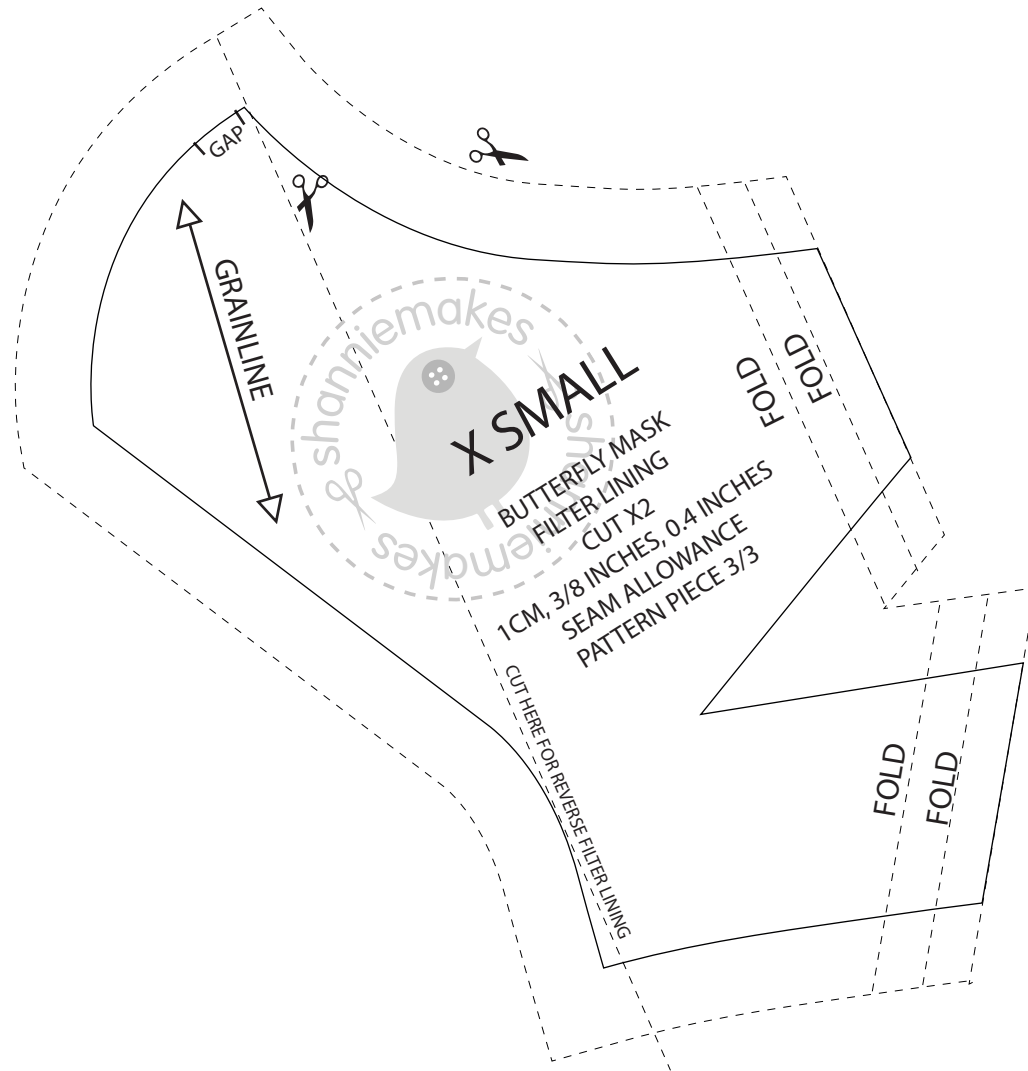 GAP
GRAINLINE
shanniemakes
shanniemakes
X SMALL
BUTTERFLY MASK
FILTER LINING
CUT X2
1CM, 3/8 INCHES, 0.4 INCHES
SEAM ALLOWANCE
PATTERN PIECE 3/3
FOLD
FOLD
CUT HERE FOR REVERSE FILTER LINING
FOLD
FOLD